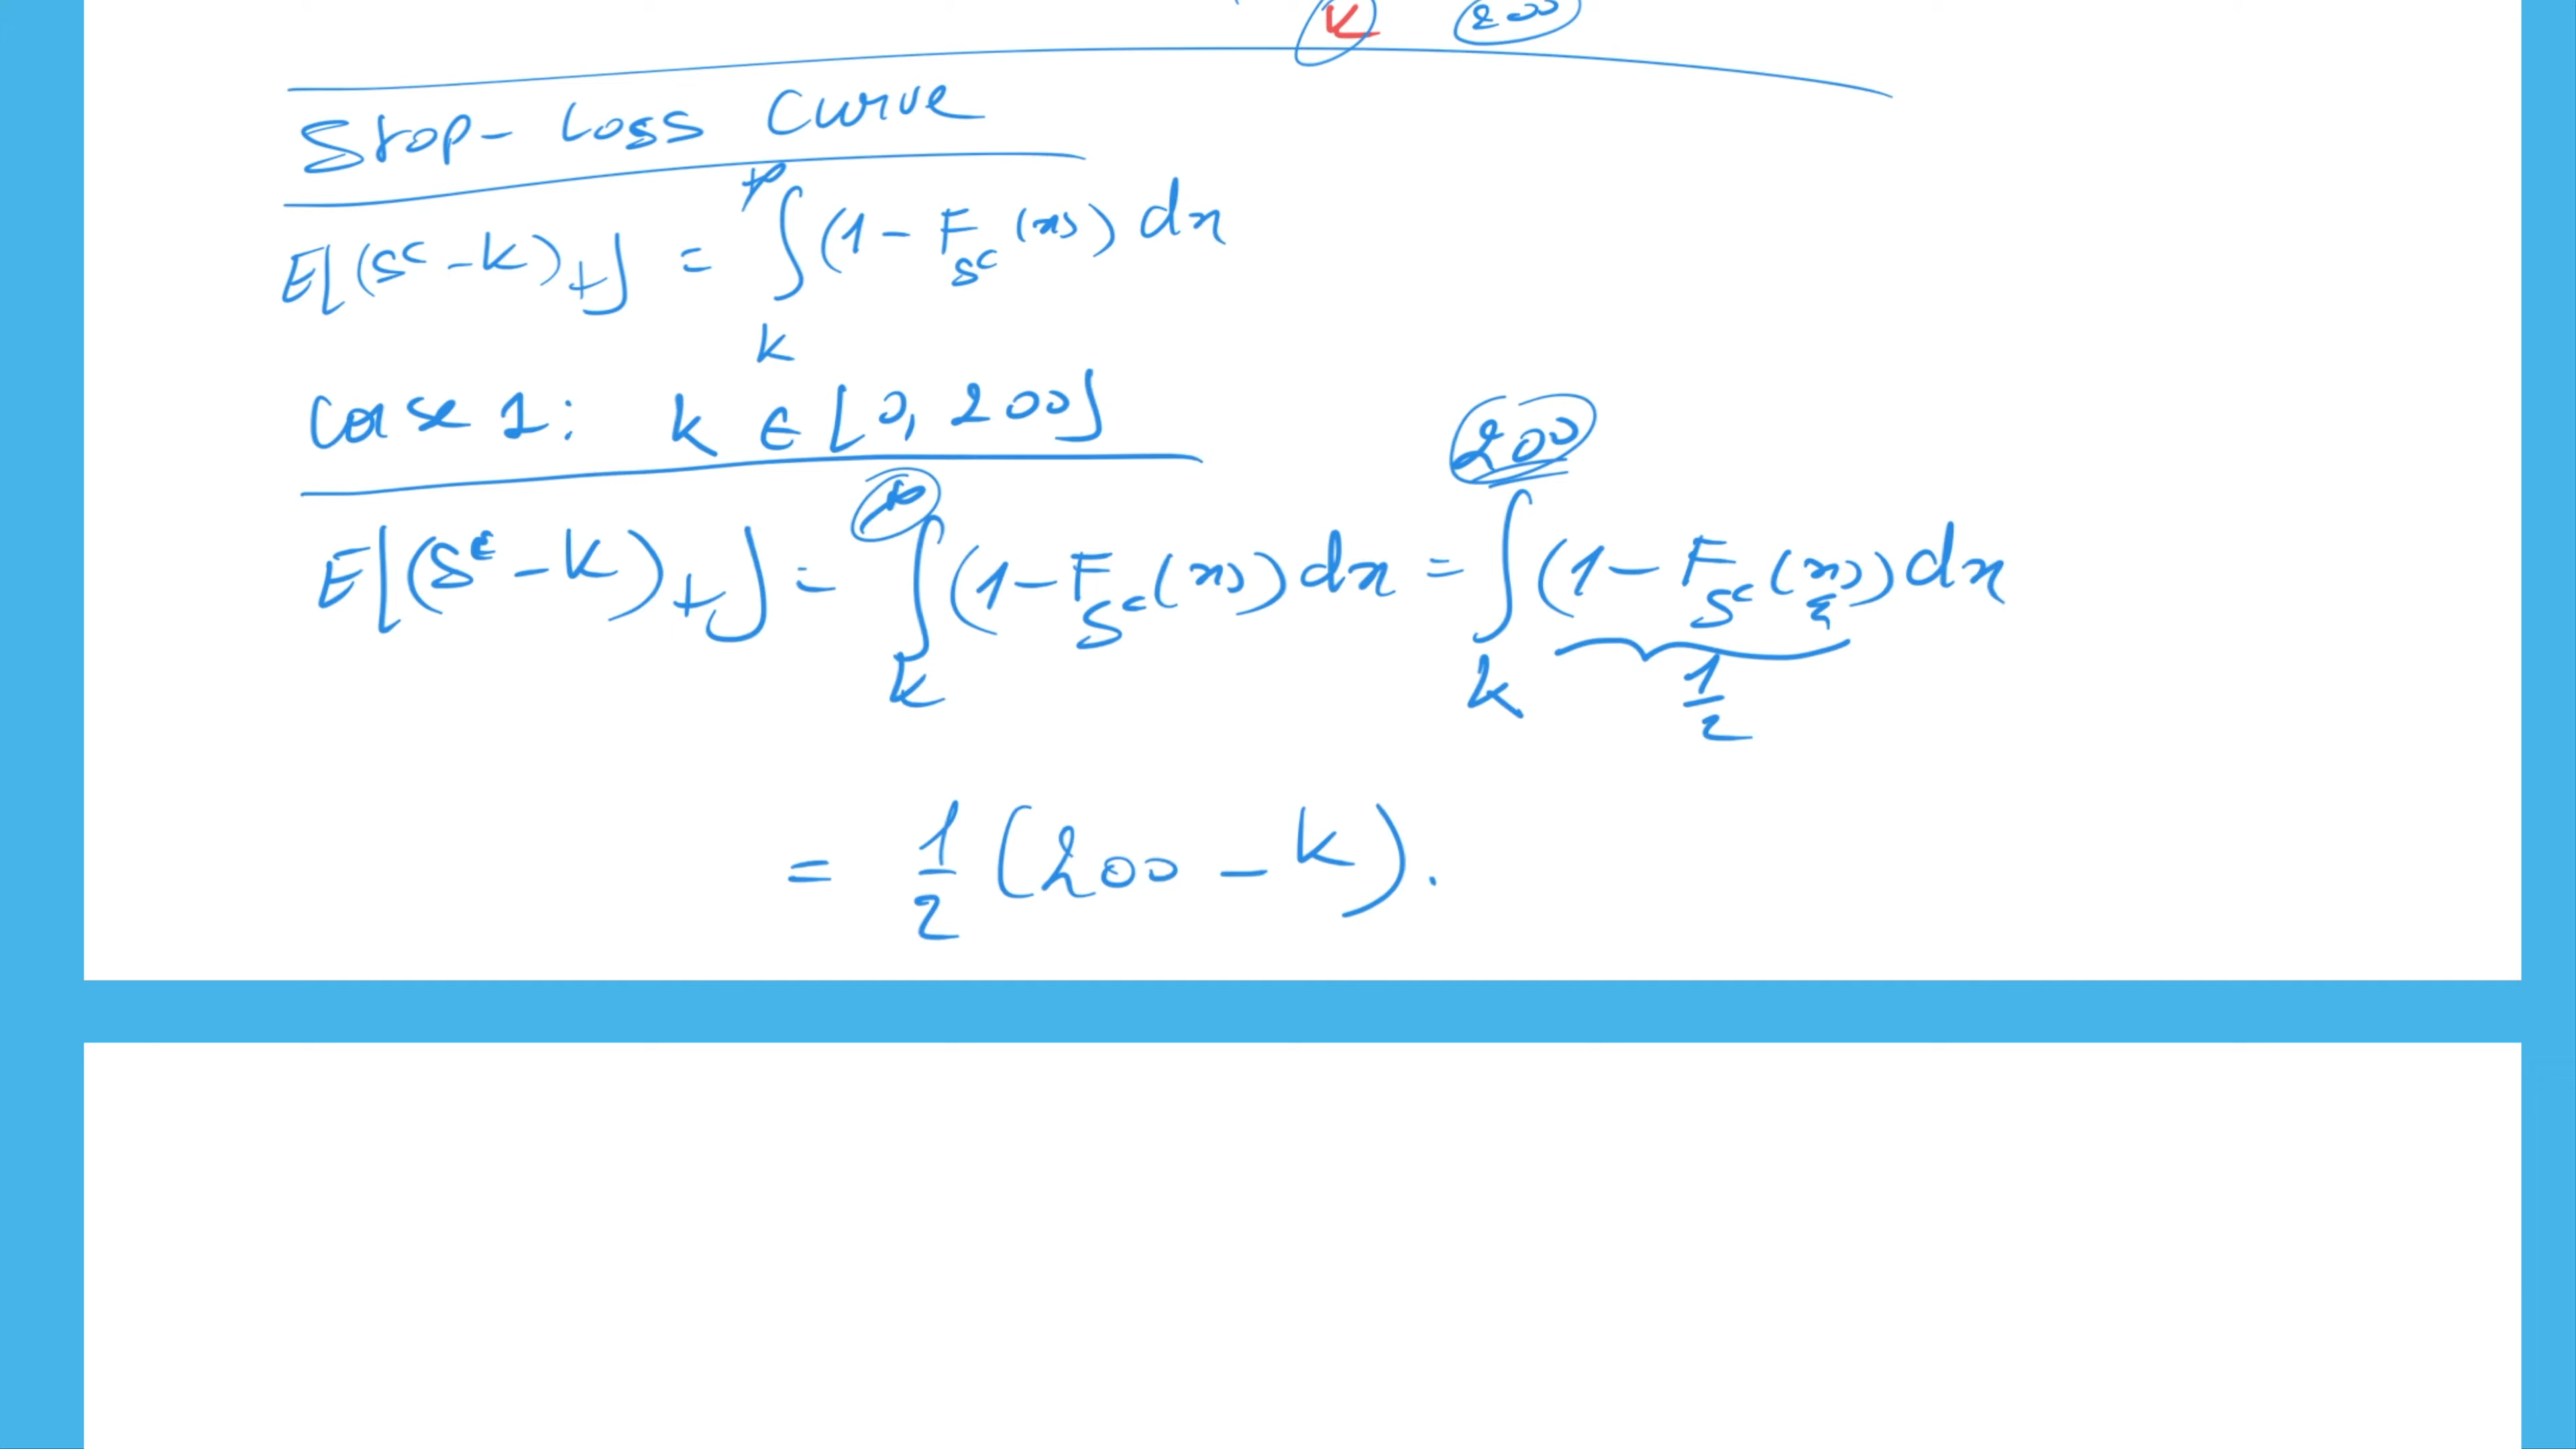 K 200
Stop-Loss Curve
E[(S^c - K)_+] = ∫_K^{+∞} (1 - F_{S^c}(x)) dx
Case 1: K ∈ [0, 200]
E[(S^c - K)_+] = ∫_K^{+∞} (1 - F_{S^c}(x)) dx = ∫_K^{200} (1 - F_{S^c}(x)) dx
1/2
= 1/2 (200 - K).